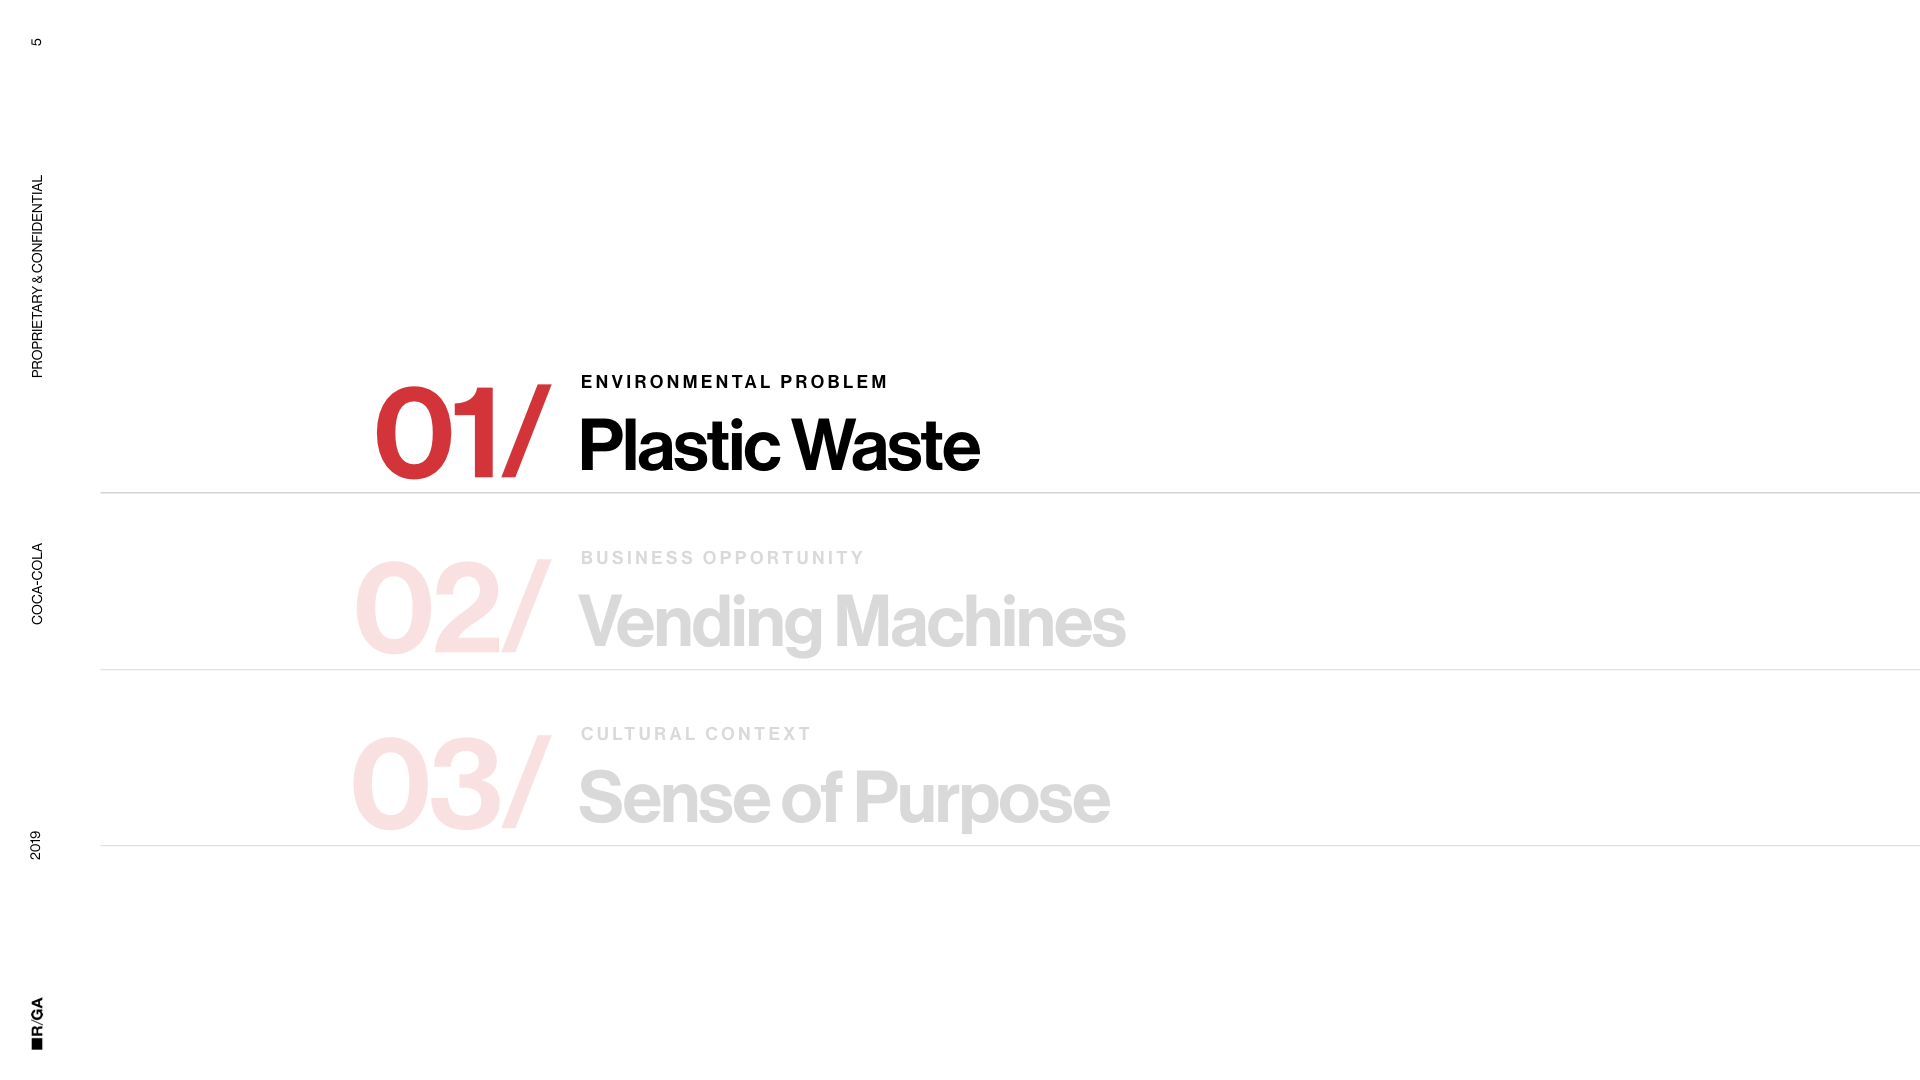 5
PROPRIETARY & CONFIDENTIAL
COCA-COLA
2019
R/GA
01/
ENVIRONMENTAL PROBLEM
Plastic Waste
02/
BUSINESS OPPORTUNITY
Vending Machines
03/
CULTURAL CONTEXT
Sense of Purpose